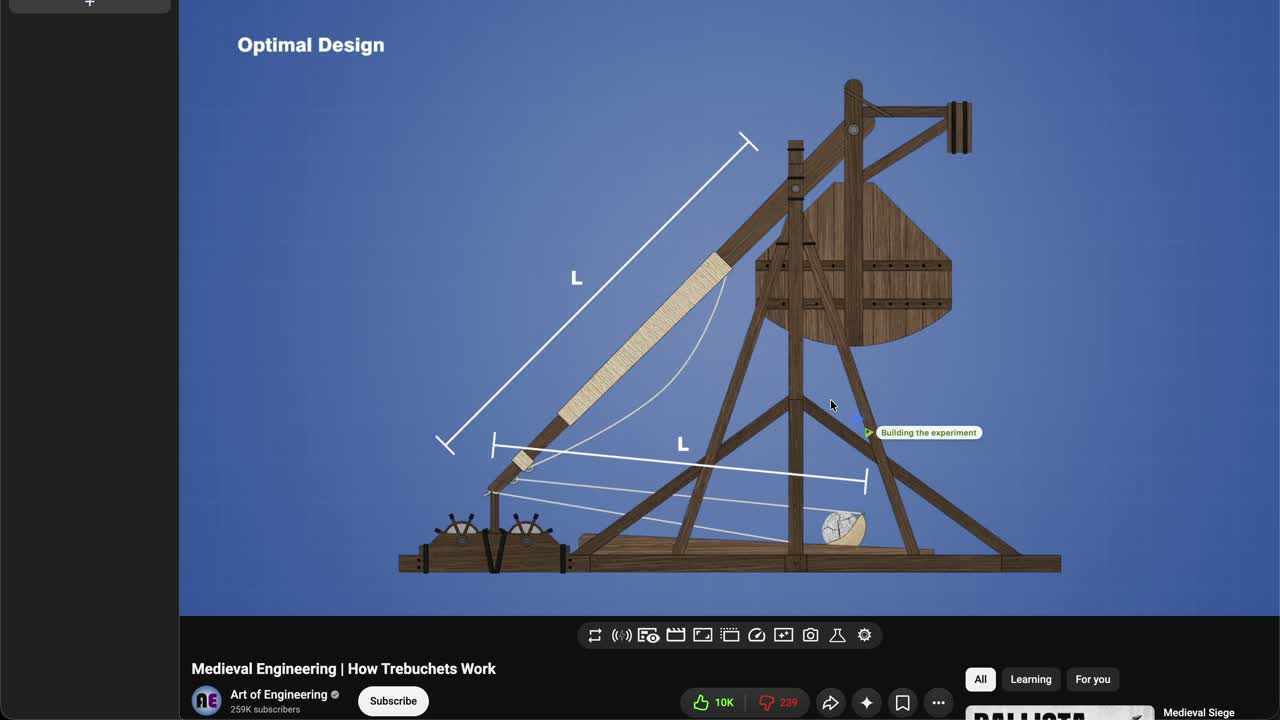 +
Optimal Design
L
L
Building the experiment
Medieval Engineering | How Trebuchets Work
AE
Art of Engineering
259K subscribers
Subscribe
10K
239
All
Learning
For you
BALLISTA
Medieval Siege